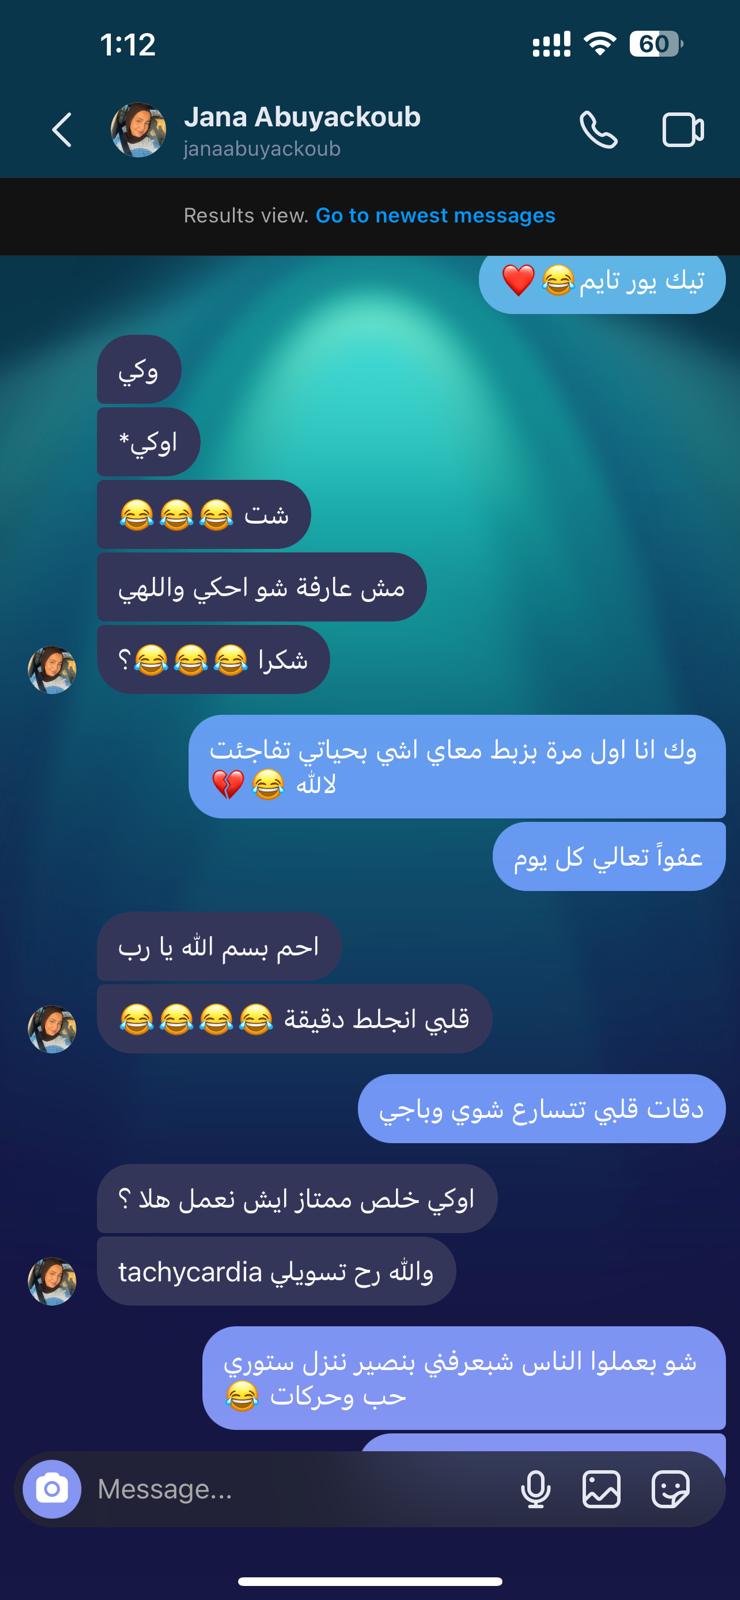 1:12
60
Jana Abuyackoub
janaabuyackoub
Results view. Go to newest messages
تيك يور تايم😂❤️
وكي
اوكي*
شت 😂😂😂
مش عارفة شو احكي واللهي
شكرا 😂😂😂؟
وك انا اول مرة بزبط معاي اشي بحياتي تفاجئت
لالله 😂💔
عفواً تعالي كل يوم
احم بسم الله يا رب
قلبي انجلط دقيقة 😂😂😂😂
دقات قلبي تتسارع شوي وباجي
اوكي خلص ممتاز ايش نعمل هلا ؟
والله رح تسويلي tachycardia
شو بعملوا الناس شبعرفني بنصير ننزل ستوري
حب وحركات 😂
Message...